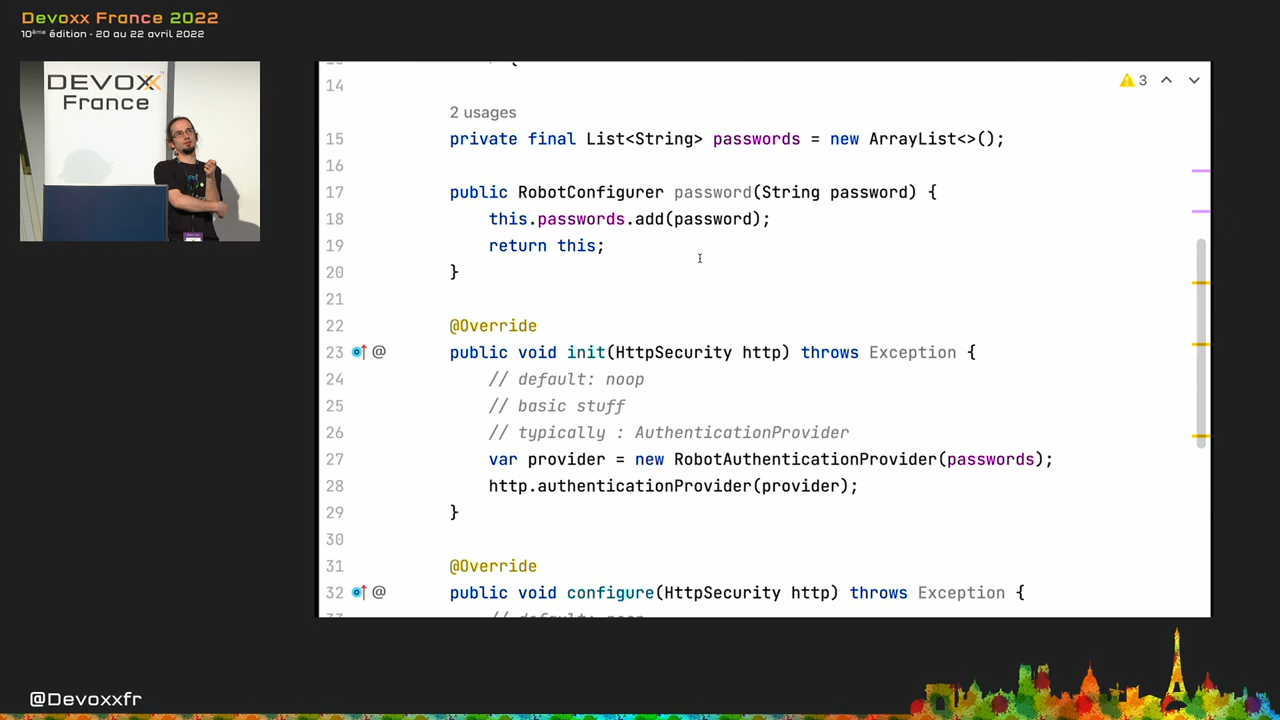 Devoxx France 2022
10ème édition - 20 au 22 avril 2022
DEVOXX
France
3
14
2 usages
15 private final List<String> passwords = new ArrayList<>();
16
17 public RobotConfigurer password(String password) {
18 this.passwords.add(password);
19 return this;
20 }
21
22 @Override
23 @ public void init(HttpSecurity http) throws Exception {
24 // default: noop
25 // basic stuff
26 // typically : AuthenticationProvider
27 var provider = new RobotAuthenticationProvider(passwords);
28 http.authenticationProvider(provider);
29 }
30
31 @Override
32 @ public void configure(HttpSecurity http) throws Exception {
@Devoxxfr